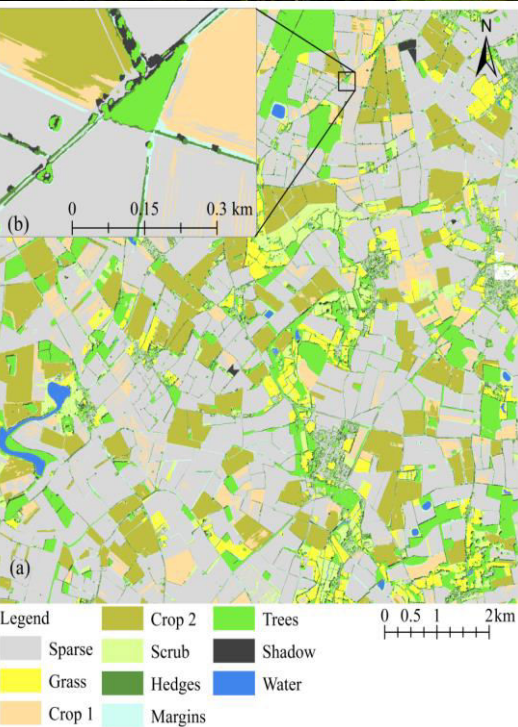 N
(b)
0 0.15 0.3 km
(a)
Legend
Sparse
Grass
Crop 1
Crop 2
Scrub
Hedges
Margins
Trees
Shadow
Water
0 0.5 1 2km